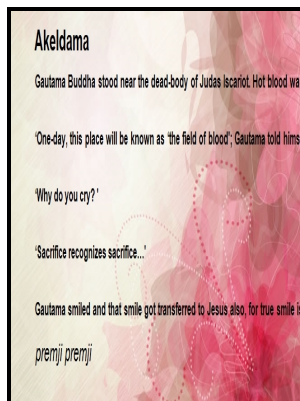 Akeldama
Gautama Buddha stood near the dead-body of Judas Iscariot. Hot blood wa
'One-day, this place will be known as 'the field of blood'; Gautama told hims
'Why do you cry? '
'Sacrifice recognizes sacrifice...'
Gautama smiled and that smile got transferred to Jesus also, for true smile is
premji premji